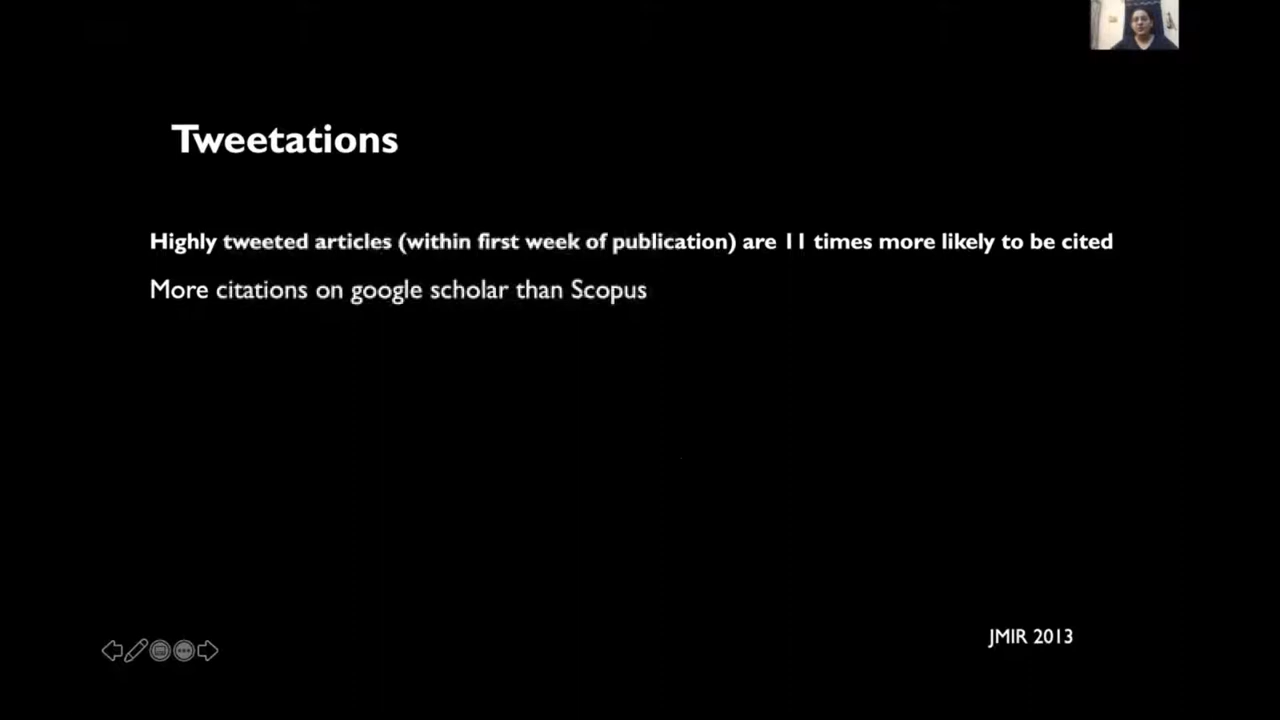 Tweetations
Highly tweeted articles (within first week of publication) are 11 times more likely to be cited
More citations on google scholar than Scopus
JMIR 2013